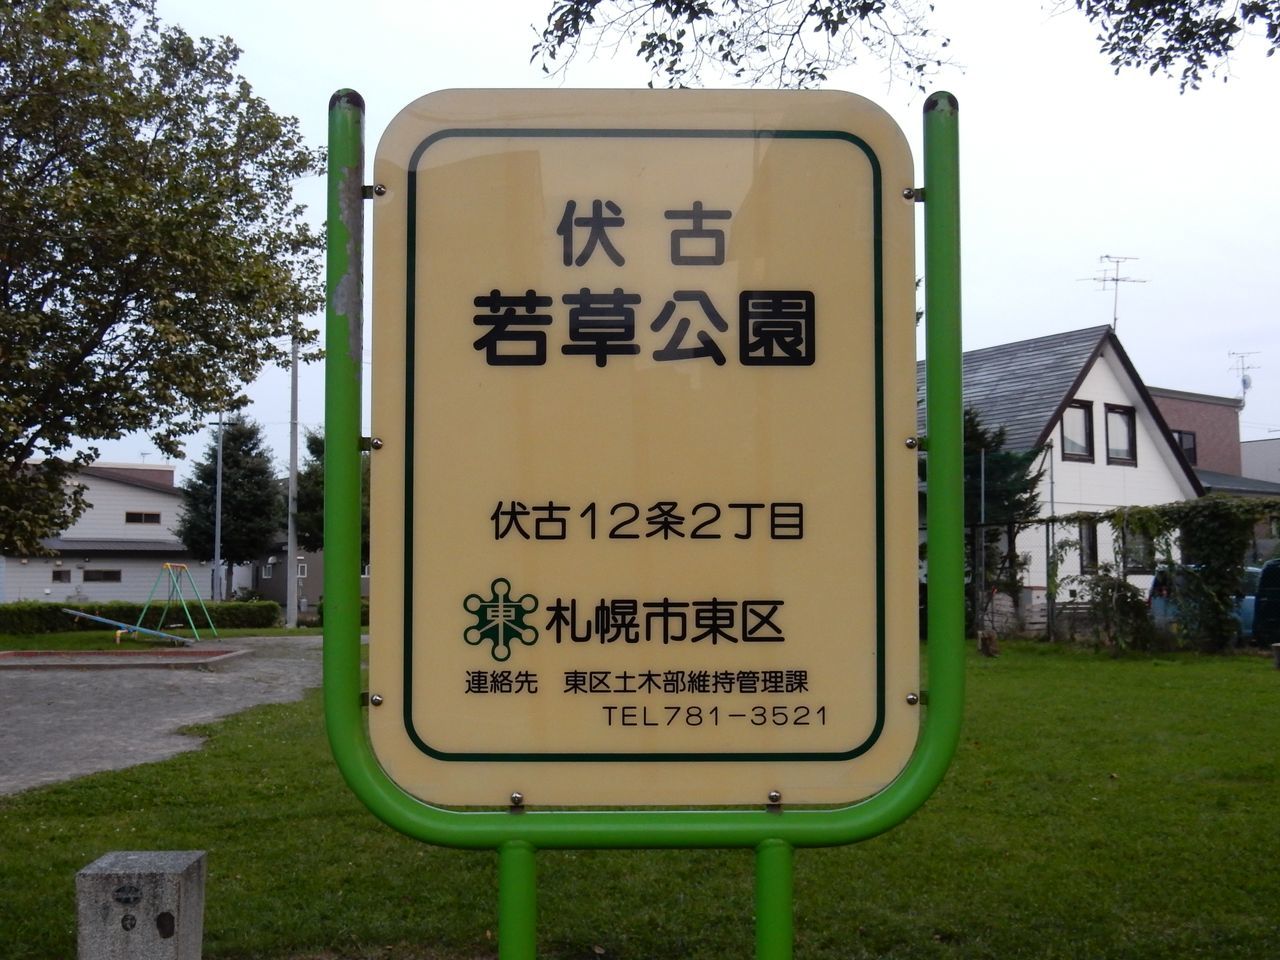 伏古
若草公園
伏古12条2丁目
東 札幌市東区
連絡先 東区土木部維持管理課
TEL781-3521